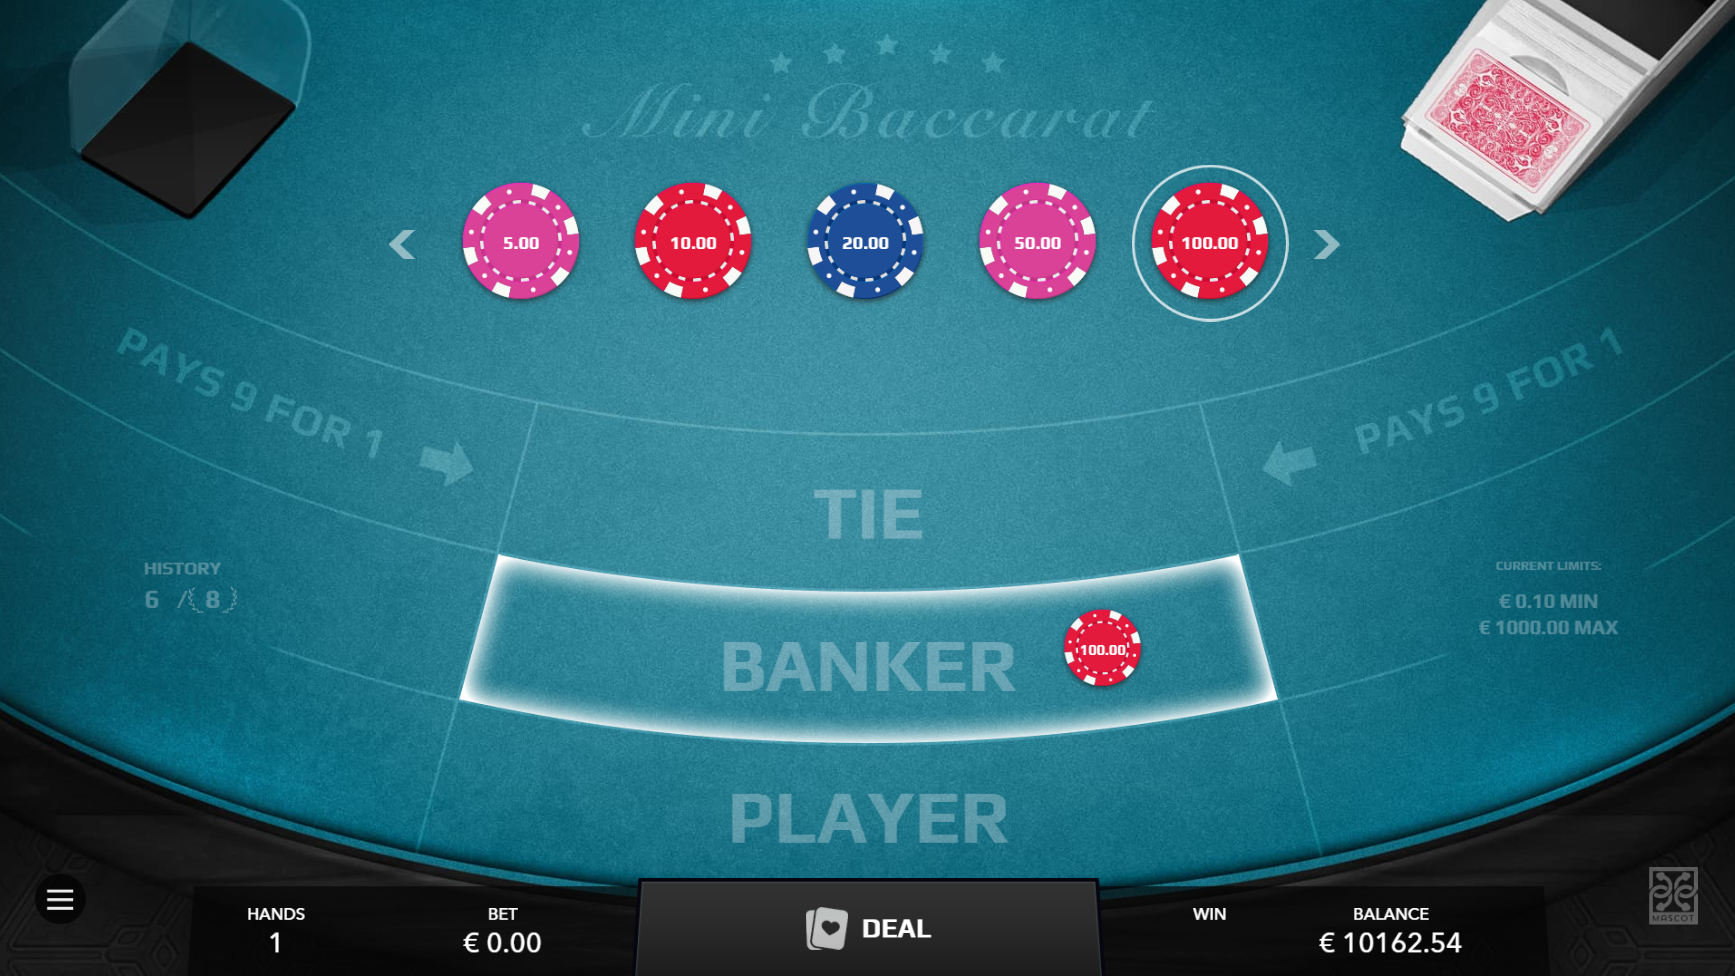 Mini Baccarat
5.00
10.00
20.00
50.00
100.00
PAYS 9 FOR 1
PAYS 9 FOR 1
TIE
HISTORY
6 / 8
CURRENT LIMITS:
€ 0.10 MIN
€ 1000.00 MAX
BANKER
100.00
PLAYER
HANDS
1
BET
€ 0.00
DEAL
WIN
BALANCE
€ 10162.54
MASCOT